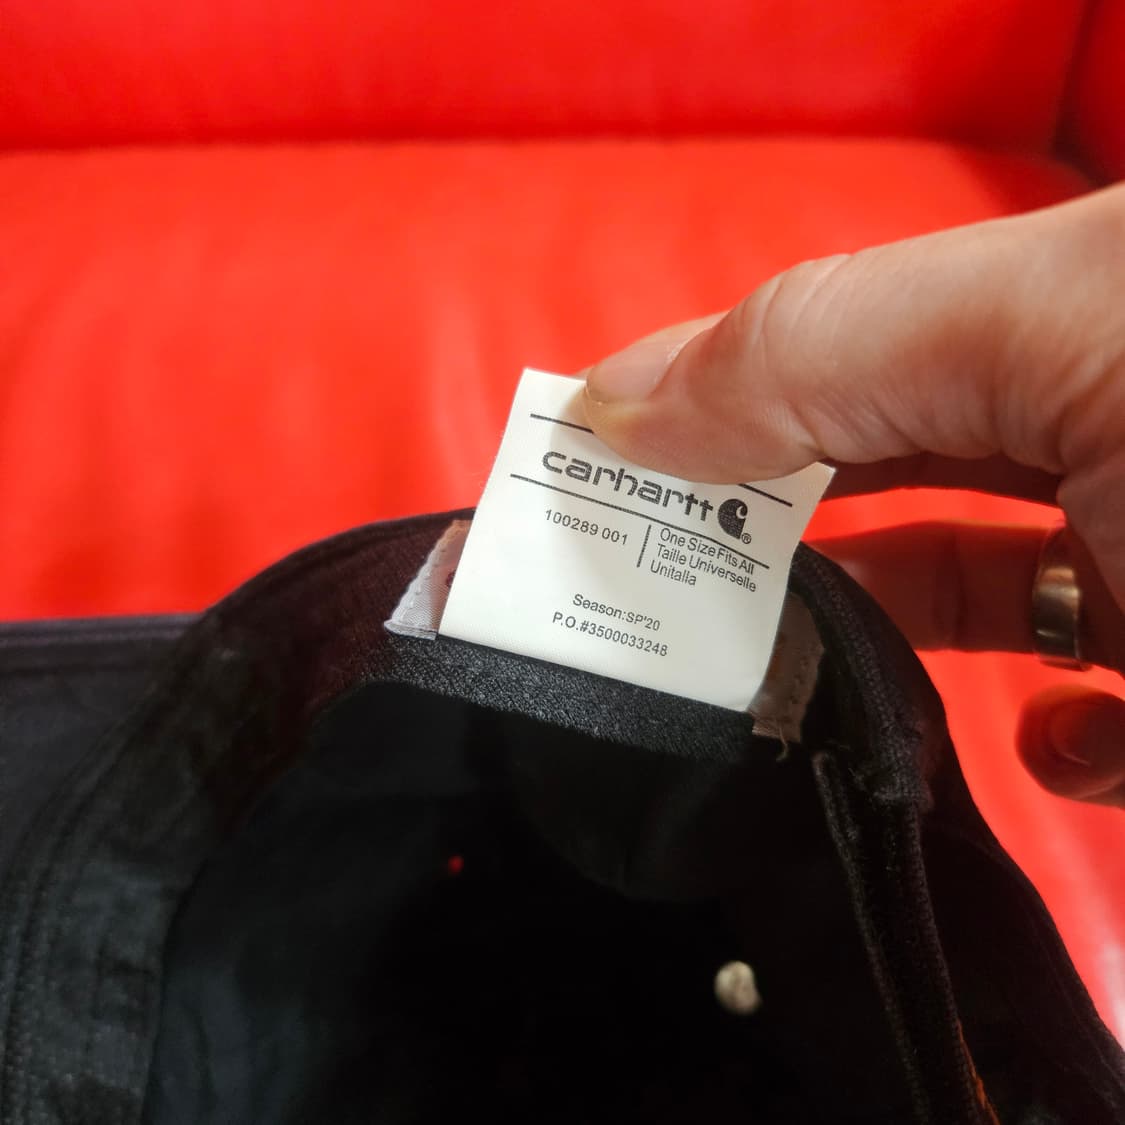 carhartt
100289 001
One Size Fits All
Taille Universelle
Unitalla
Season:SP'20
P.O.#3500033248